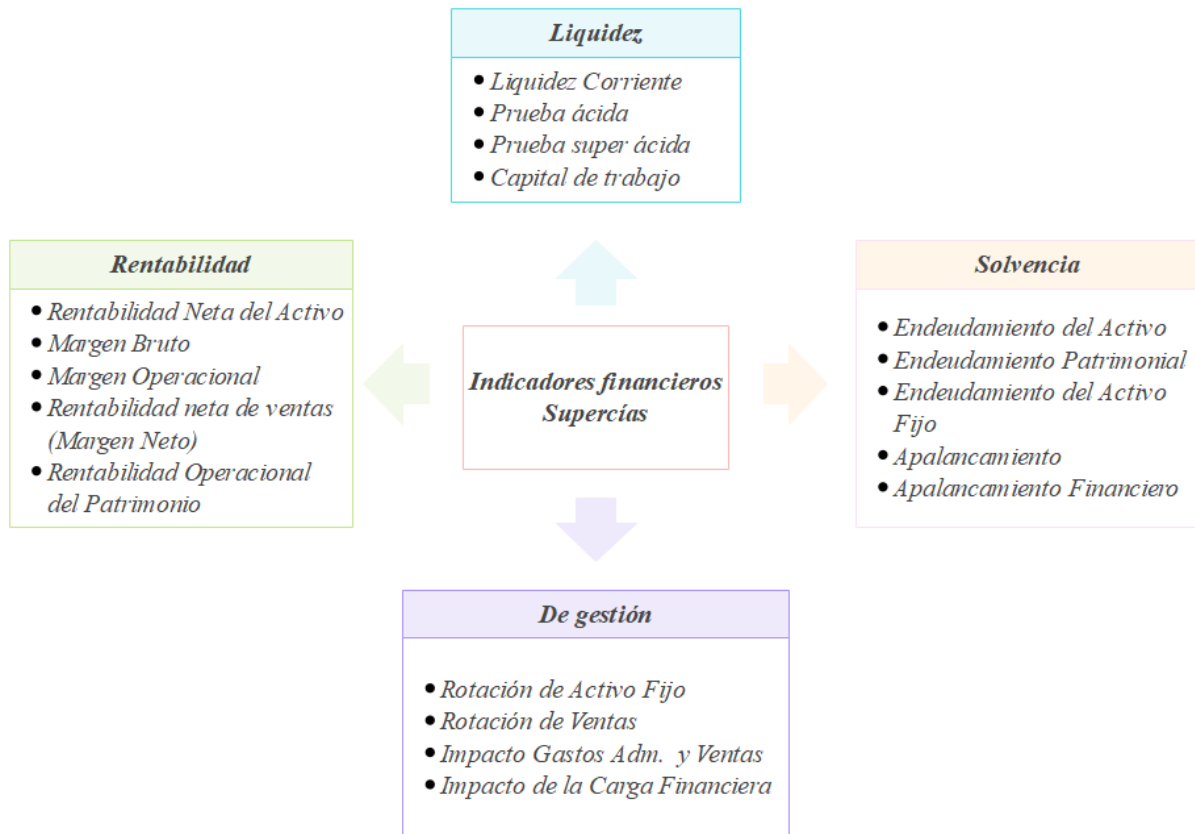 Liquidez
• Liquidez Corriente
• Prueba ácida
• Prueba super ácida
• Capital de trabajo
Rentabilidad
• Rentabilidad Neta del Activo
• Margen Bruto
• Margen Operacional
• Rentabilidad neta de ventas
(Margen Neto)
• Rentabilidad Operacional
del Patrimonio
Indicadores financieros
Supercías
Solvencia
• Endeudamiento del Activo
• Endeudamiento Patrimonial
• Endeudamiento del Activo
Fijo
• Apalancamiento
• Apalancamiento Financiero
De gestión
• Rotación de Activo Fijo
• Rotación de Ventas
• Impacto Gastos Adm. y Ventas
• Impacto de la Carga Financiera